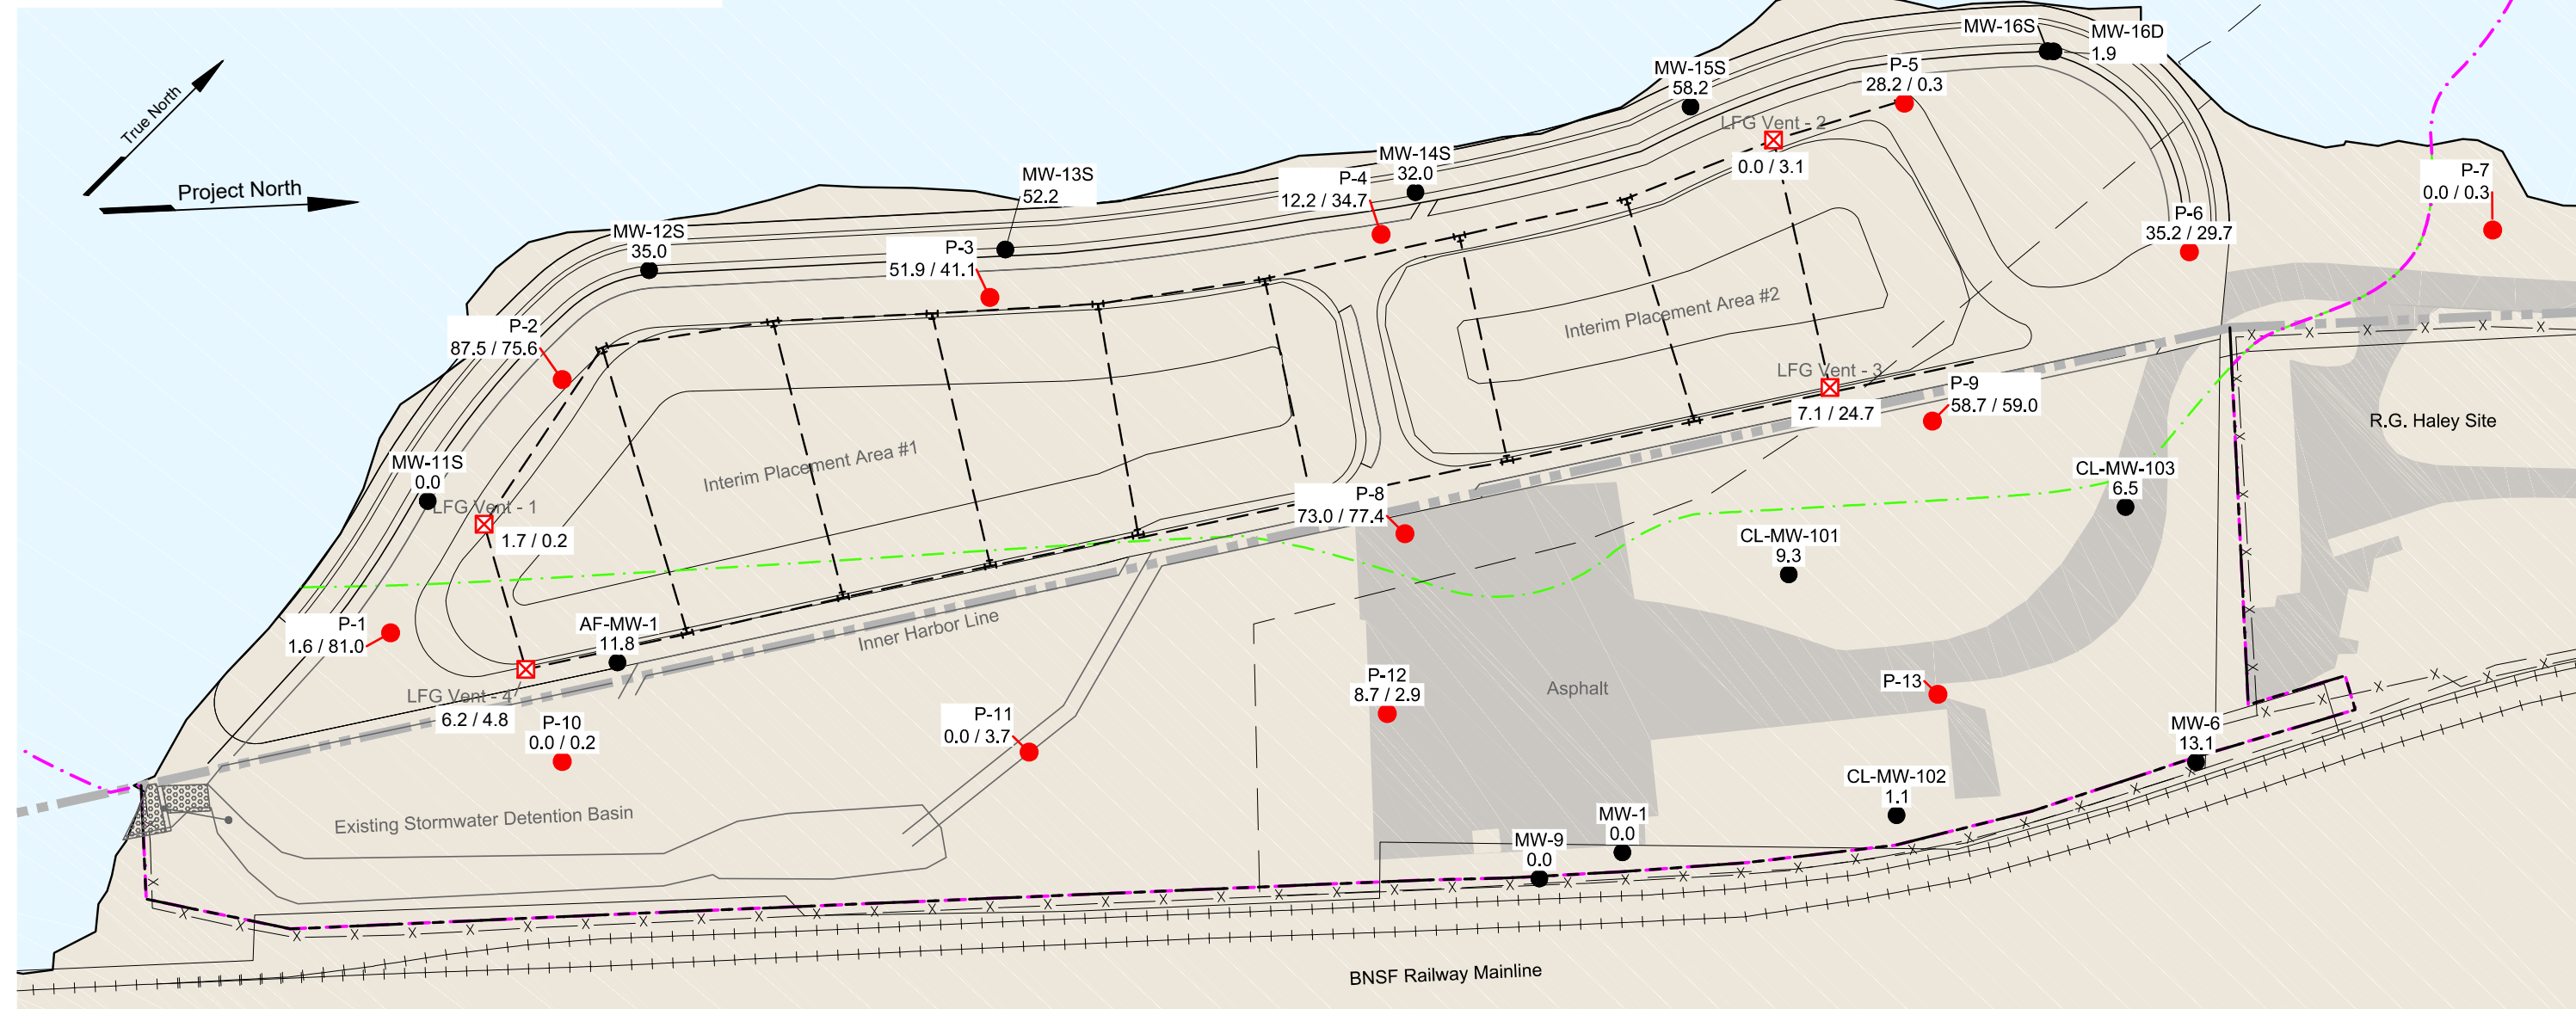 True North
Project North
MW-16S
MW-16D
1.9
MW-15S
58.2
P-5
28.2 / 0.3
LFG Vent - 2
0.0 / 3.1
MW-14S
32.0
P-4
12.2 / 34.7
MW-13S
52.2
P-7
0.0 / 0.3
P-6
35.2 / 29.7
MW-12S
35.0
P-3
51.9 / 41.1
P-2
87.5 / 75.6
Interim Placement Area #2
LFG Vent - 3
7.1 / 24.7
P-9
58.7 / 59.0
R.G. Haley Site
Interim Placement Area #1
MW-11S
0.0
LFG Vent - 1
1.7 / 0.2
P-8
73.0 / 77.4
CL-MW-103
6.5
CL-MW-101
9.3
P-1
1.6 / 81.0
AF-MW-1
11.8
Inner Harbor Line
LFG Vent - 4
6.2 / 4.8
P-10
0.0 / 0.2
P-11
0.0 / 3.7
P-12
8.7 / 2.9
Asphalt
P-13
MW-6
13.1
CL-MW-102
1.1
Existing Stormwater Detention Basin
MW-1
0.0
MW-9
0.0
BNSF Railway Mainline